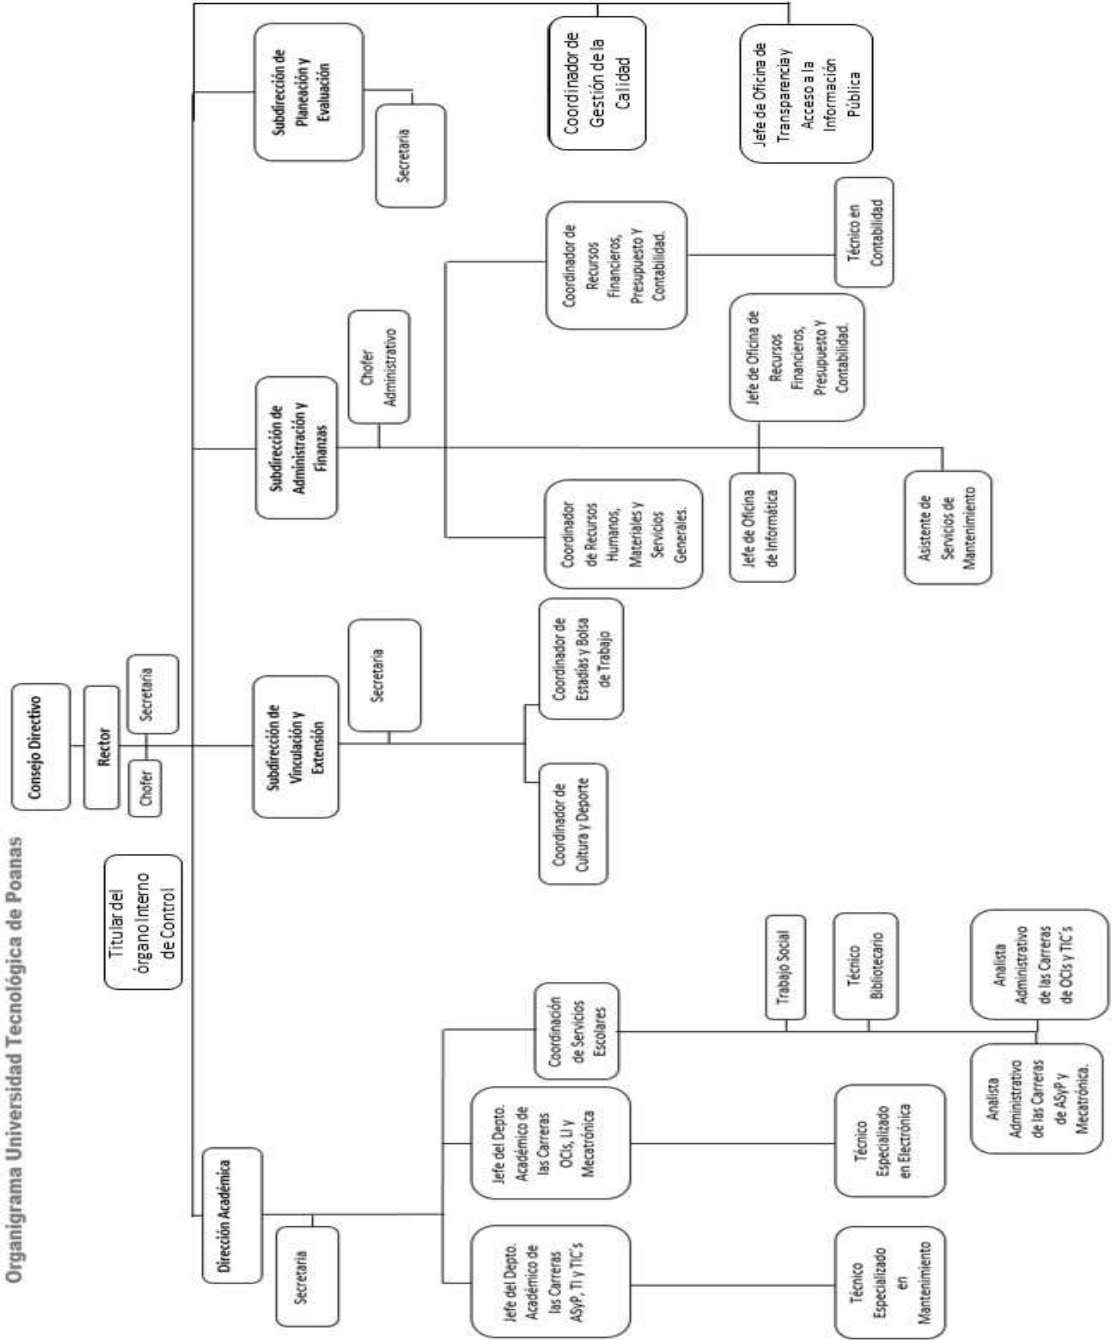 Organigrama Universidad Tecnológica de Poanas
Consejo Directivo
Rector
Chofer
Secretaria
Titular del
órgano Interno
de Control
Dirección Académica
Secretaria
Jefe del Depto.
Académico de
las Carreras
ASyP, TI y TIC´s
Técnico
Especializado
en
Mantenimiento
Jefe del Depto.
Académico de
las Carreras
OCIs, LI y
Mecatrónica
Técnico
Especializado
en Electrónica
Coordinación
de Servicios
Escolares
Trabajo Social
Técnico
Bibliotecario
Analista
Administrativo
de las Carreras
de ASyP y
Mecatrónica.
Analista
Administrativo
de las Carreras
de OCIs y TIC´s
Subdirección de
Vinculación y
Extensión
Secretaria
Coordinador de
Cultura y Deporte
Coordinador de
Estadías y Bolsa
de Trabajo
Subdirección de
Administración y
Finanzas
Chofer
Administrativo
Coordinador
de Recursos
Humanos,
Materiales y
Servicios
Generales.
Coordinador de
Recursos
Financieros,
Presupuesto Y
Contabilidad.
Técnico en
Contabilidad
Jefe de Oficina
de Informática
Jefe de Oficina de
Recursos
Financieros,
Presupuesto Y
Contabilidad.
Asistente de
Servicios de
Mantenimiento
Subdirección de
Planeación y
Evaluación
Secretaria
Coordinador de
Gestión de la
Calidad
Jefe de Oficina de
Transparencia y
Acceso a la
Información
Pública